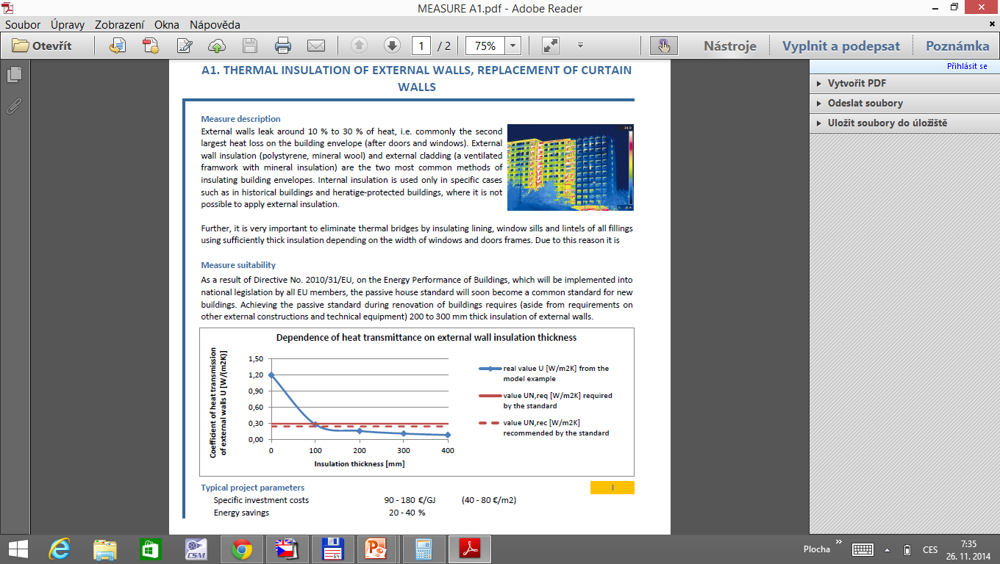 MEASURE A1.pdf - Adobe Reader
Soubor Úpravy Zobrazení Okna Nápověda
Otevřít 1 / 2 75% Nástroje Vyplnit a podepsat Poznámka
Přihlásit se
Vytvořit PDF
Odeslat soubory
Uložit soubory do úložiště
A1. THERMAL INSULATION OF EXTERNAL WALLS, REPLACEMENT OF CURTAIN
WALLS
Measure description
External walls leak around 10 % to 30 % of heat, i.e. commonly the second
largest heat loss on the building envelope (after doors and windows). External
wall insulation (polystyrene, mineral wool) and external cladding (a ventilated
framwork with mineral insulation) are the two most common methods of
insulating building envelopes. Internal insulation is used only in specific cases
such as in historical buildings and heratige-protected buildings, where it is not
possible to apply external insulation.
Further, it is very important to eliminate thermal bridges by insulating lining, window sills and lintels of all fillings
using sufficiently thick insulation depending on the width of windows and doors frames. Due to this reason it is
Measure suitability
As a result of Directive No. 2010/31/EU, on the Energy Performance of Buildings, which will be implemented into
national legislation by all EU members, the passive house standard will soon become a common standard for new
buildings. Achieving the passive standard during renovation of buildings requires (aside from requirements on
other external constructions and technical equipment) 200 to 300 mm thick insulation of external walls.
Dependence of heat transmittance on external wall insulation thickness
Coefficient of heat transmission
of external walls U [W/(m2K)]
1,50
1,20
0,90
0,60
0,30
0,00
0 100 200 300 400
Insulation thickness [mm]
real value U [W/m2K] from the
model example
value UN,req [W/m2K] required
by the standard
value UN,rec [W/m2K]
recommended by the standard
Typical project parameters I
Specific investment costs 90 - 180 €/GJ (40 - 80 €/m2)
Energy savings 20 - 40 %
CSM
64
Plocha » CES 7:35
26. 11. 2014